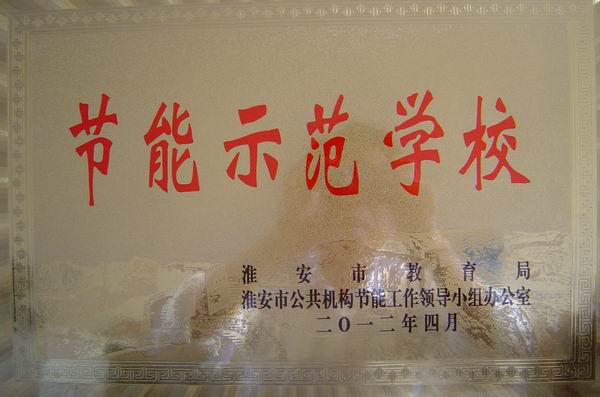 节能示范学校
淮安市教育局
淮安市公共机构节能工作领导小组办公室
二〇一二年四月